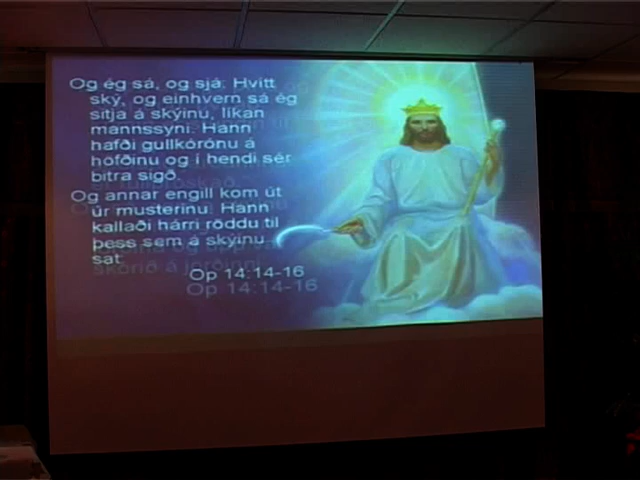 Og ég sá, og sjá: Hvítt
ský, og einhvern sá ég
sitja á skýinu, líkan
mannssyni. Hann
hafði gullkórónu á
höfðinu og í hendi sér
bitra sigð.
Og annar engill kom út
úr musterinu. Hann
kallaði hárri röddu til
þess sem á skýinu
sat:
skorið á jörðinni.
Op 14:14-16
Op 14:14-16